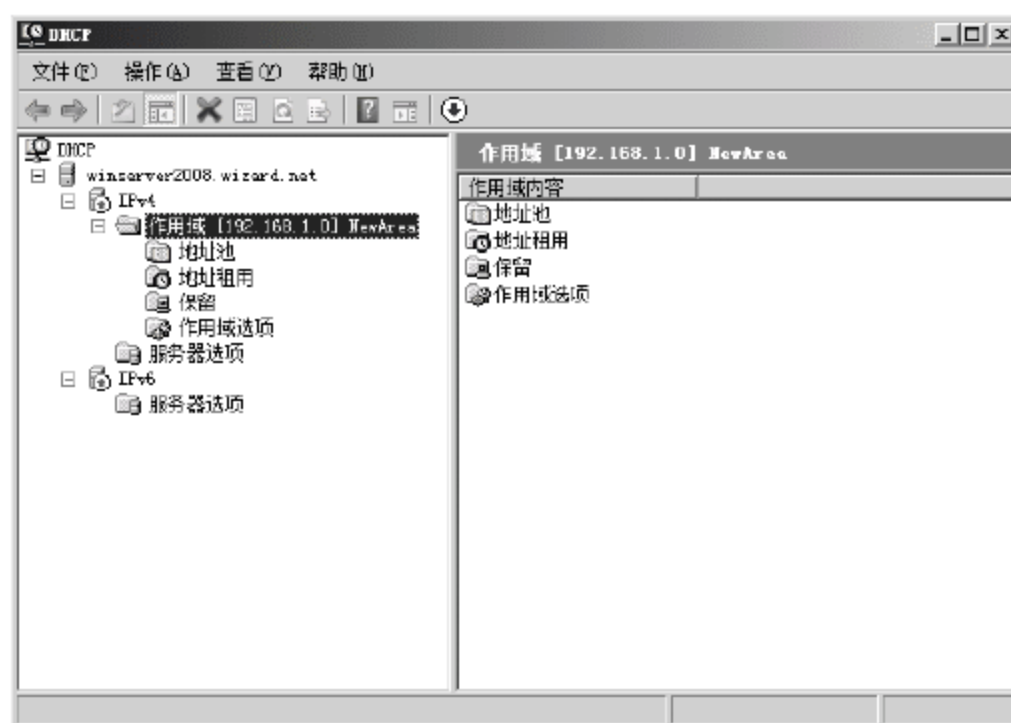 DHCP
文件(F) 操作(A) 查看(V) 帮助(H)
DHCP
winserver2008.wizard.net
IPv4
作用域 [192.168.1.0] NewArea
地址池
地址租用
保留
作用域选项
服务器选项
IPv6
服务器选项
作用域 [192.168.1.0] NewArea
作用域内容
地址池
地址租用
保留
作用域选项